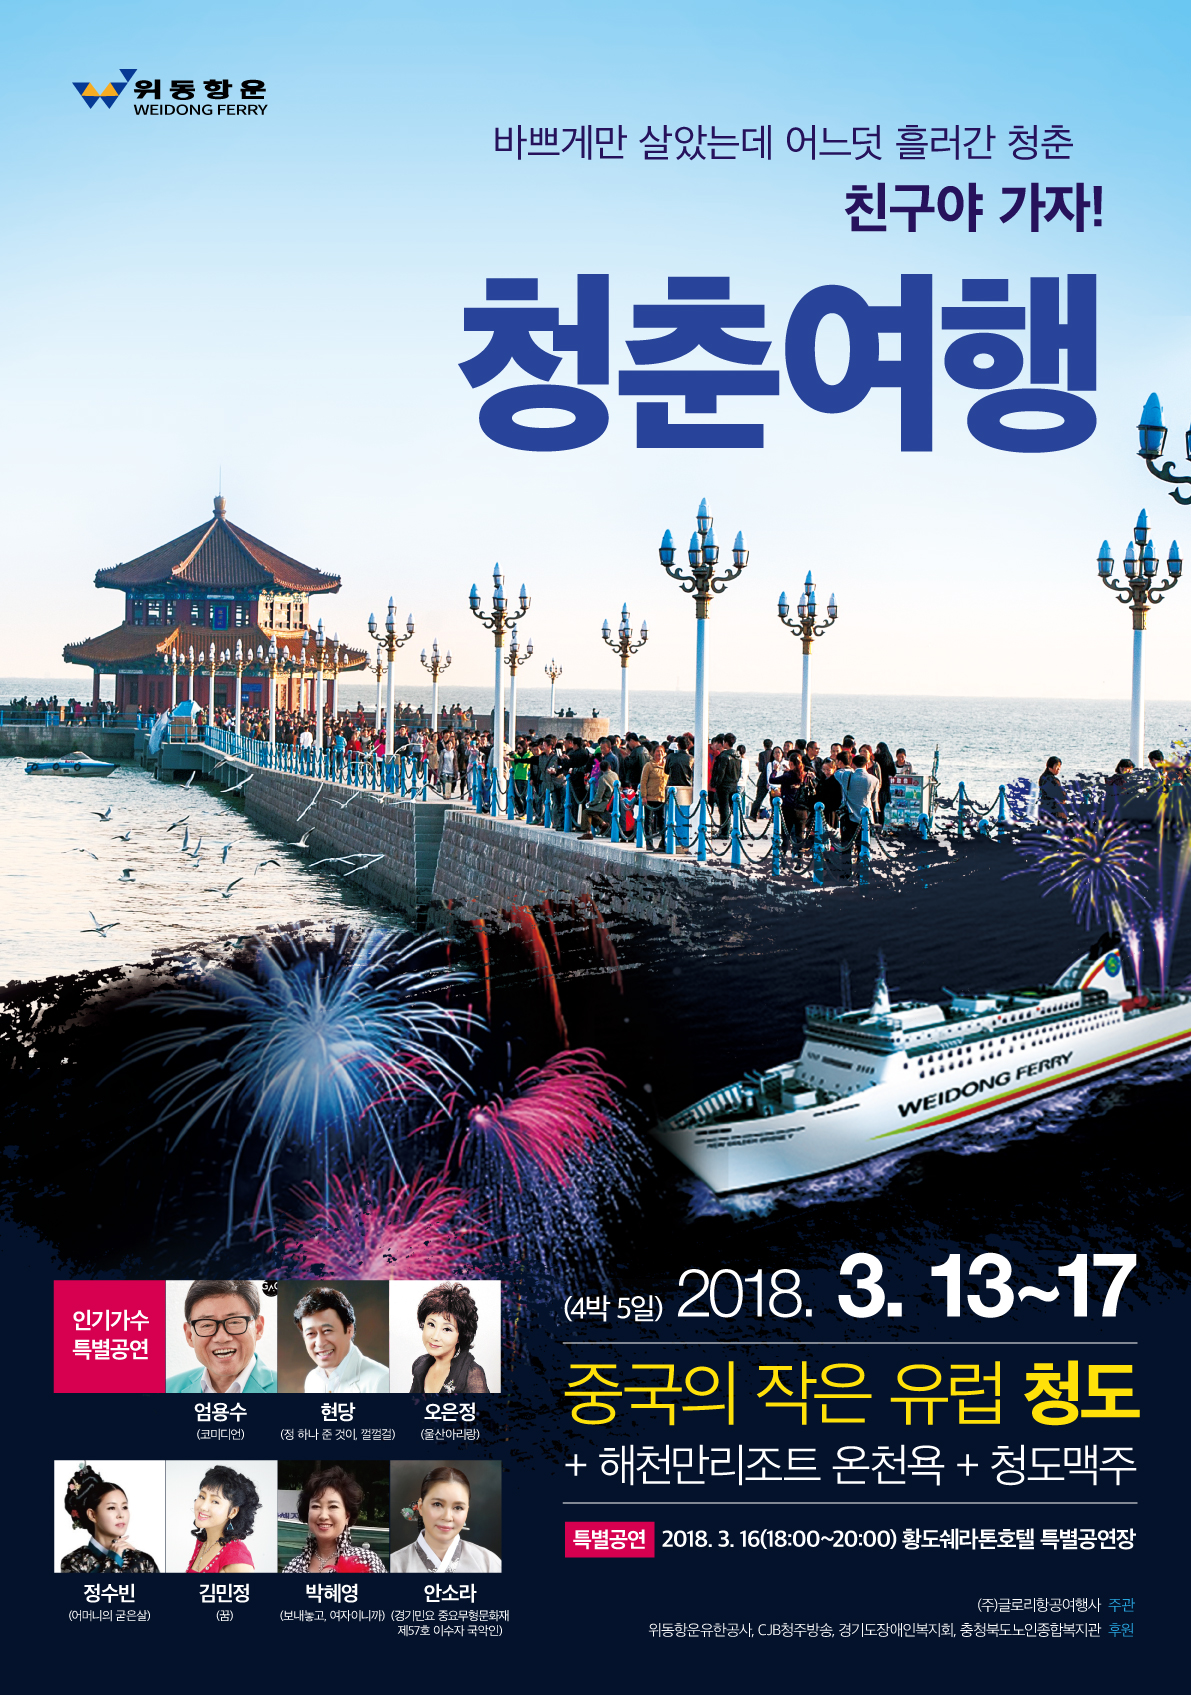 위동항운
WEIDONG FERRY
바쁘게만 살았는데 어느덧 흘러간 청춘
친구야 가자!
청춘여행
WEIDONG FERRY
NEW GOLDEN BRIDGE V
(4박 5일) 2018. 3. 13~17
중국의 작은 유럽 청도
+ 해천만리조트 온천욕 + 청도맥주
특별공연 2018. 3. 16(18:00~20:00) 황도쉐라톤호텔 특별공연장
인기가수
특별공연
엄용수
(코미디언)
현당
(정 하나 준 것이, 껄껄걸)
오은정
(울산아리랑)
정수빈
(어머니의 굳은살)
김민정
(꿈)
박혜영
(보내놓고, 여자이니까)
안소라
(경기민요 중요무형문화재
제57호 이수자 국악인)
(주)글로리항공여행사 주관
위동항운유한공사, CJB청주방송, 경기도장애인복지회, 충청북도노인종합복지관 후원